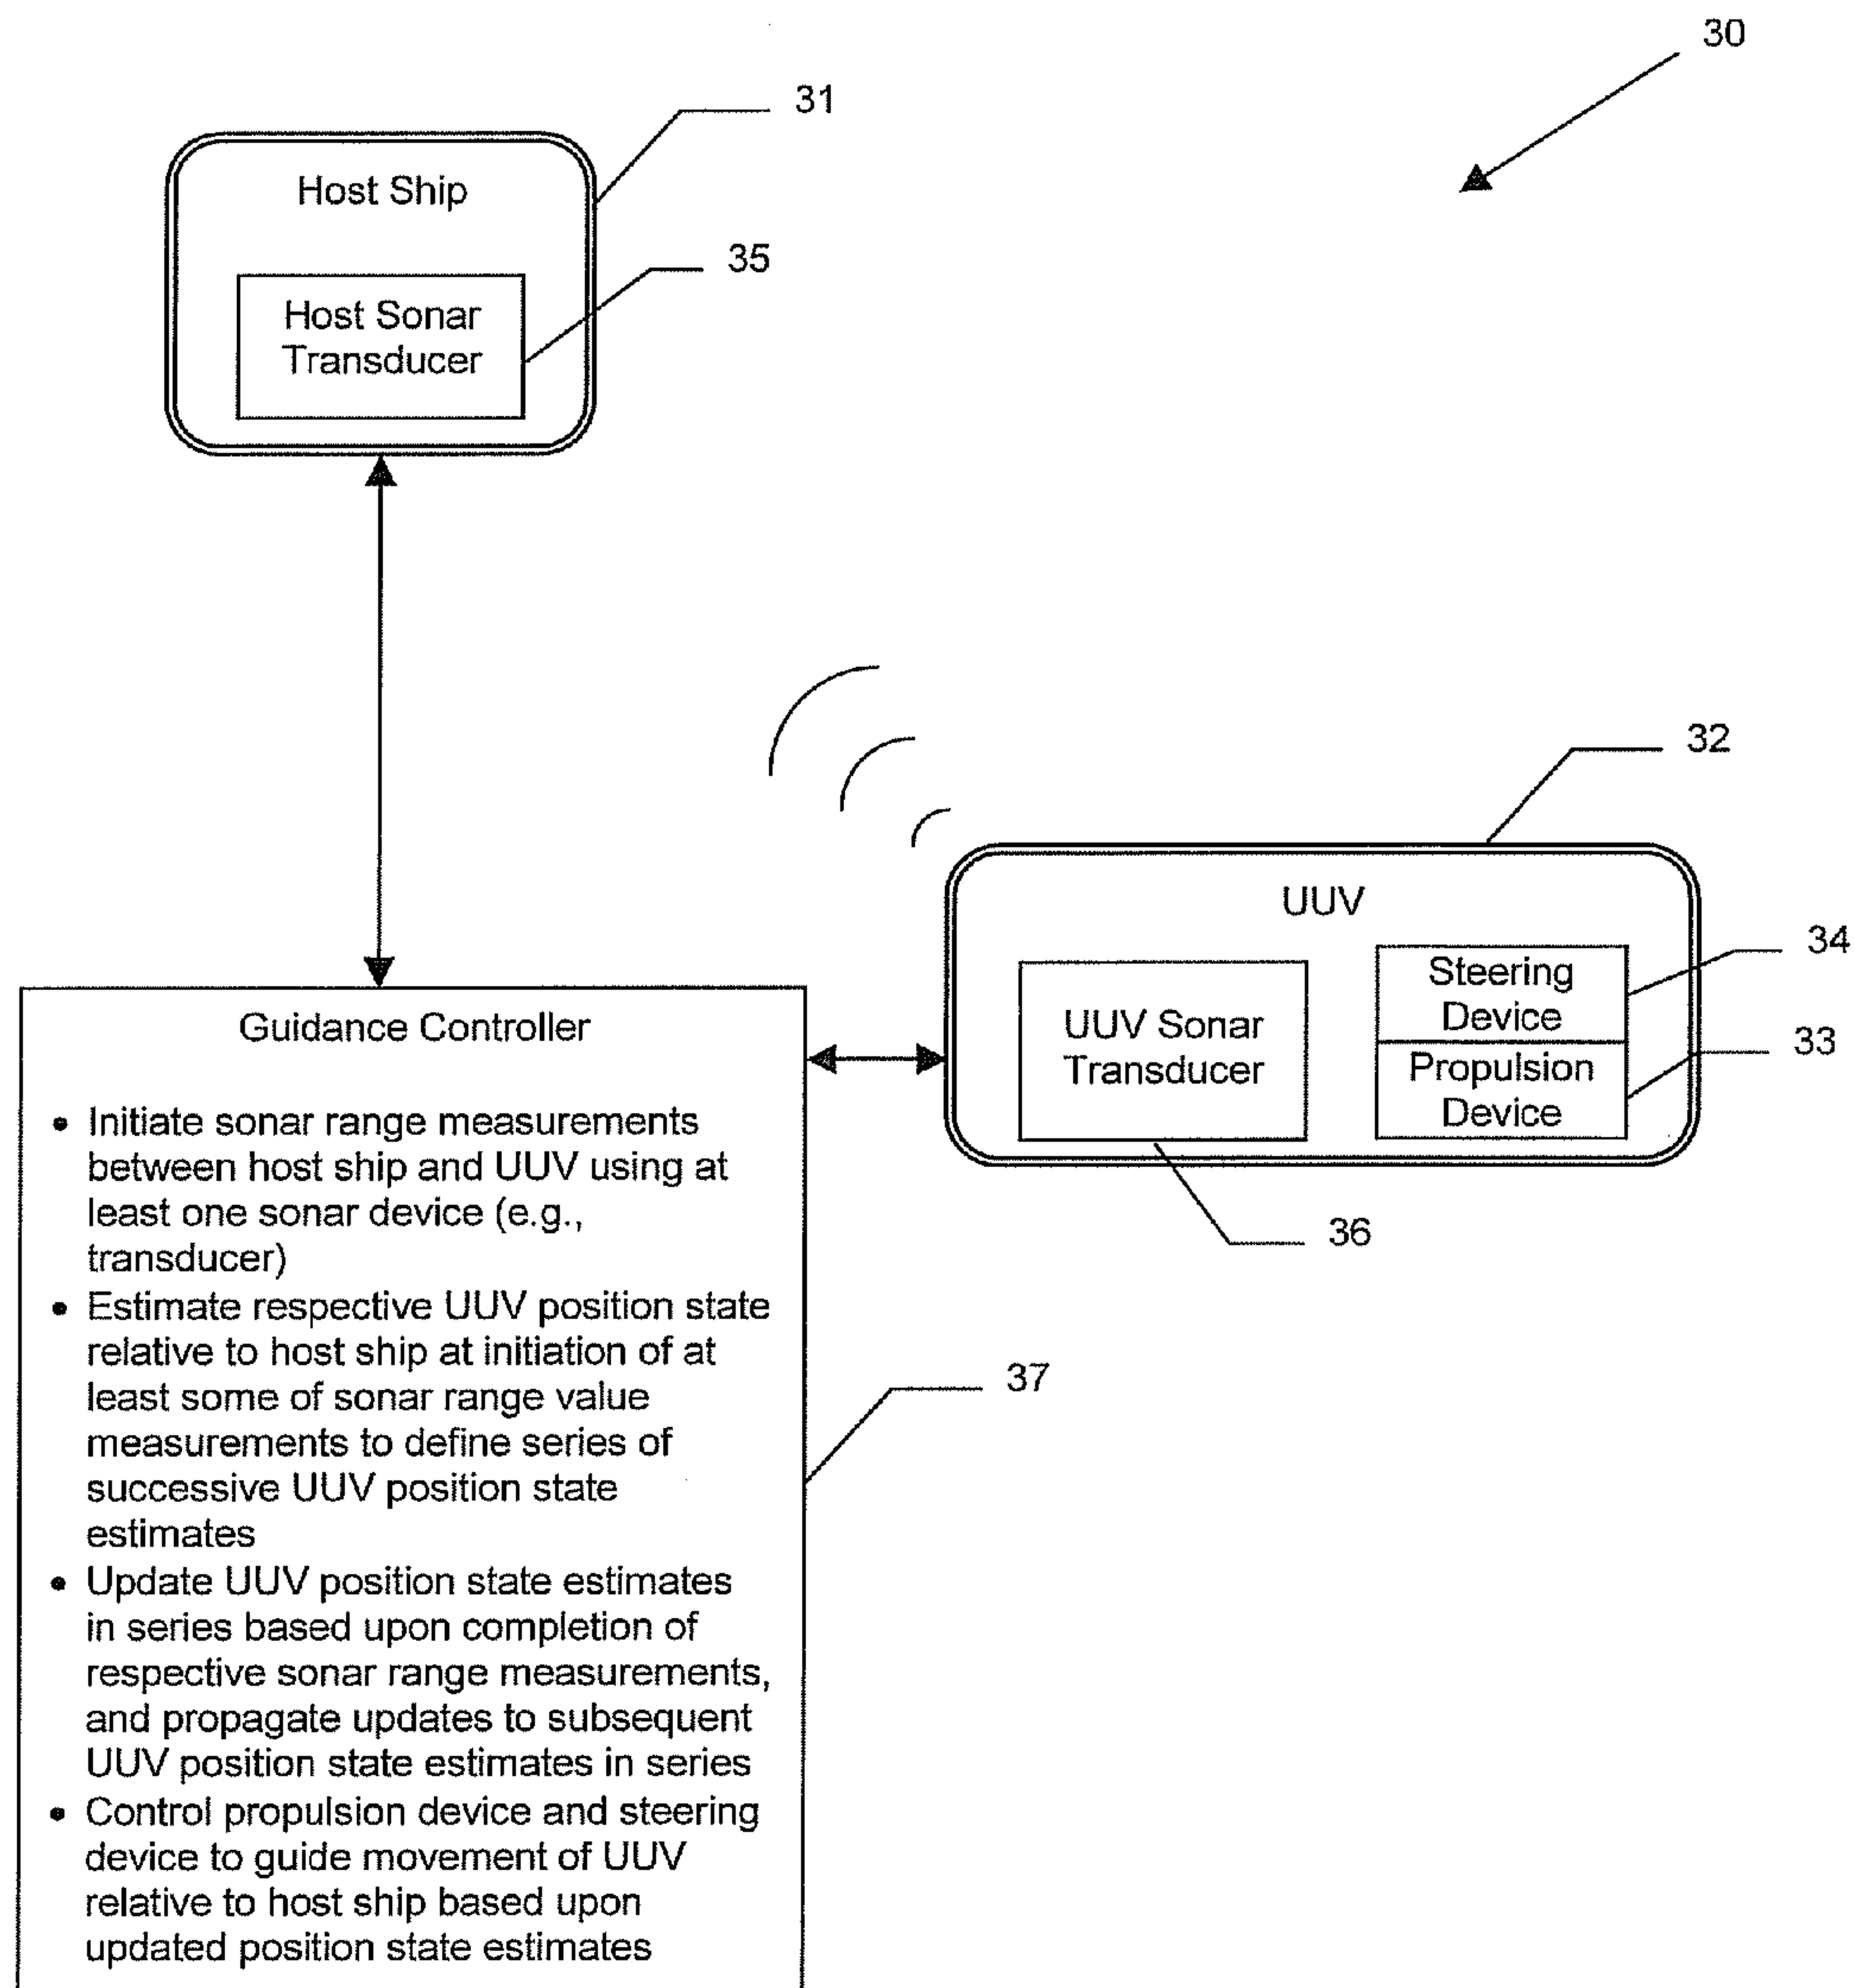 30
31
Host Ship
35
Host Sonar
Transducer
32
UUV
34
Steering
Device
UUV Sonar
Transducer
33
Propulsion
Device
36
Guidance Controller
• Initiate sonar range measurements
between host ship and UUV using at
least one sonar device (e.g.,
transducer)
• Estimate respective UUV position state
relative to host ship at initiation of at
least some of sonar range value
measurements to define series of
successive UUV position state
estimates
• Update UUV position state estimates
in series based upon completion of
respective sonar range measurements,
and propagate updates to subsequent
UUV position state estimates in series
• Control propulsion device and steering
device to guide movement of UUV
relative to host ship based upon
updated position state estimates
37